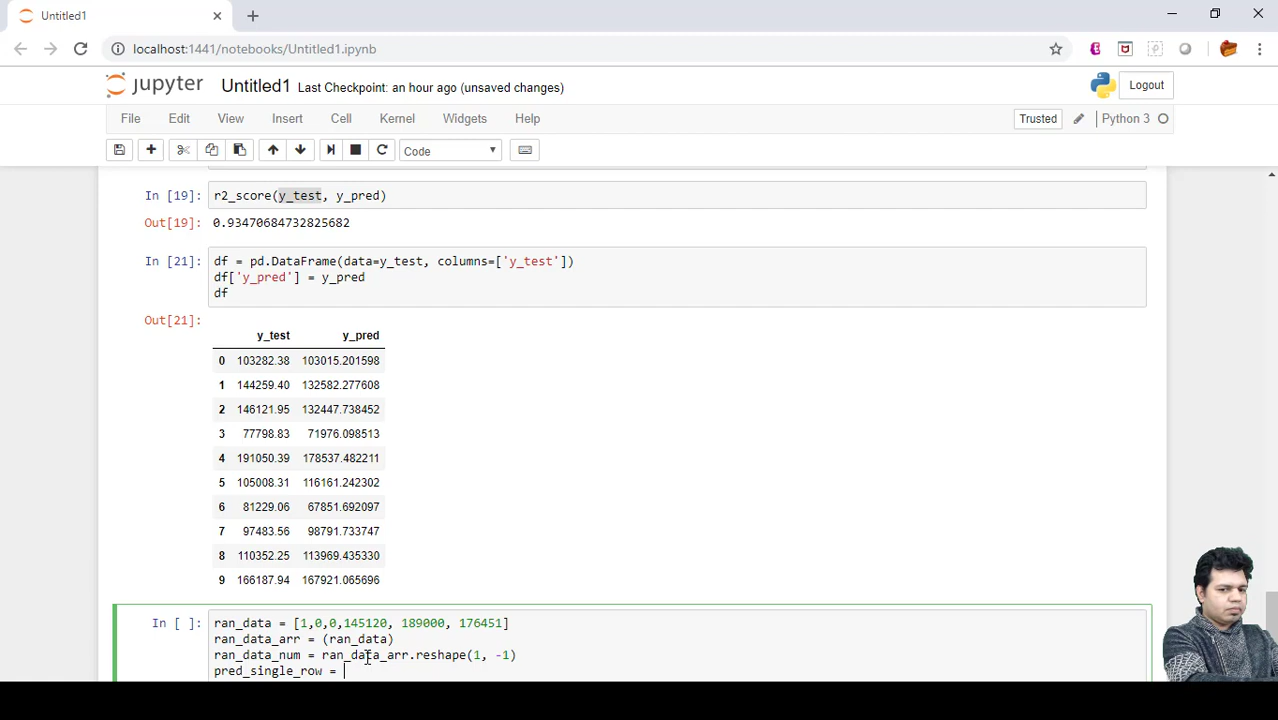 Untitled1
localhost:1441/notebooks/Untitled1.ipynb
jupyter Untitled1 Last Checkpoint: an hour ago (unsaved changes) Logout
File Edit View Insert Cell Kernel Widgets Help Trusted Python 3
Code
In [19]: r2_score(y_test, y_pred)
Out[19]: 0.93470684732825682
In [21]: df = pd.DataFrame(data=y_test, columns=['y_test'])
df['y_pred'] = y_pred
df
Out[21]:
y_test y_pred
0 103282.38 103015.201598
1 144259.40 132582.277608
2 146121.95 132447.738452
3 77798.83 71976.098513
4 191050.39 178537.482211
5 105008.31 116161.242302
6 81229.06 67851.692097
7 97483.56 98791.733747
8 110352.25 113969.435330
9 166187.94 167921.065696
In [ ]: ran_data = [1,0,0,145120, 189000, 176451]
ran_data_arr = (ran_data)
ran_data_num = ran_data_arr.reshape(1, -1)
pred_single_row =